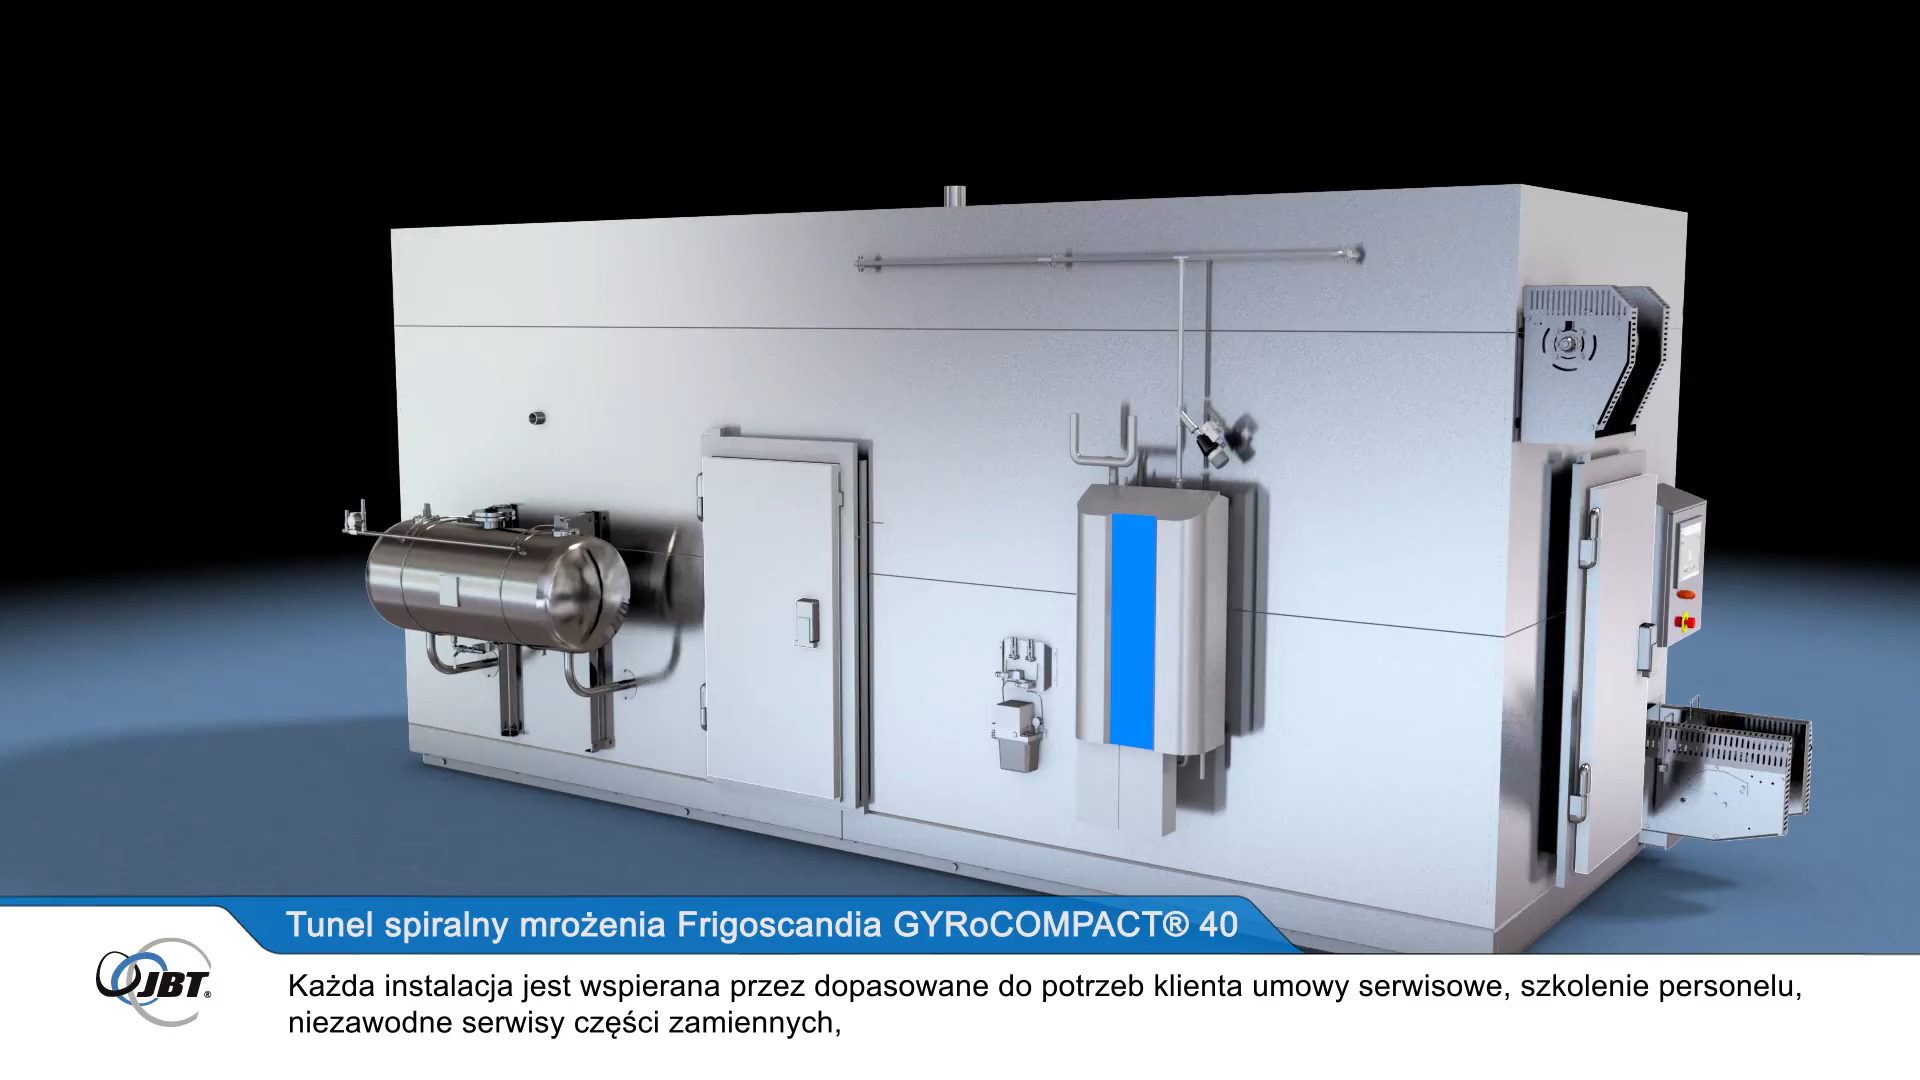 Tunel spiralny mrożenia Frigoscandia GYRoCOMPACT® 40
JBT®
Każda instalacja jest wspierana przez dopasowane do potrzeb klienta umowy serwisowe, szkolenie personelu,
niezawodne serwisy części zamiennych,